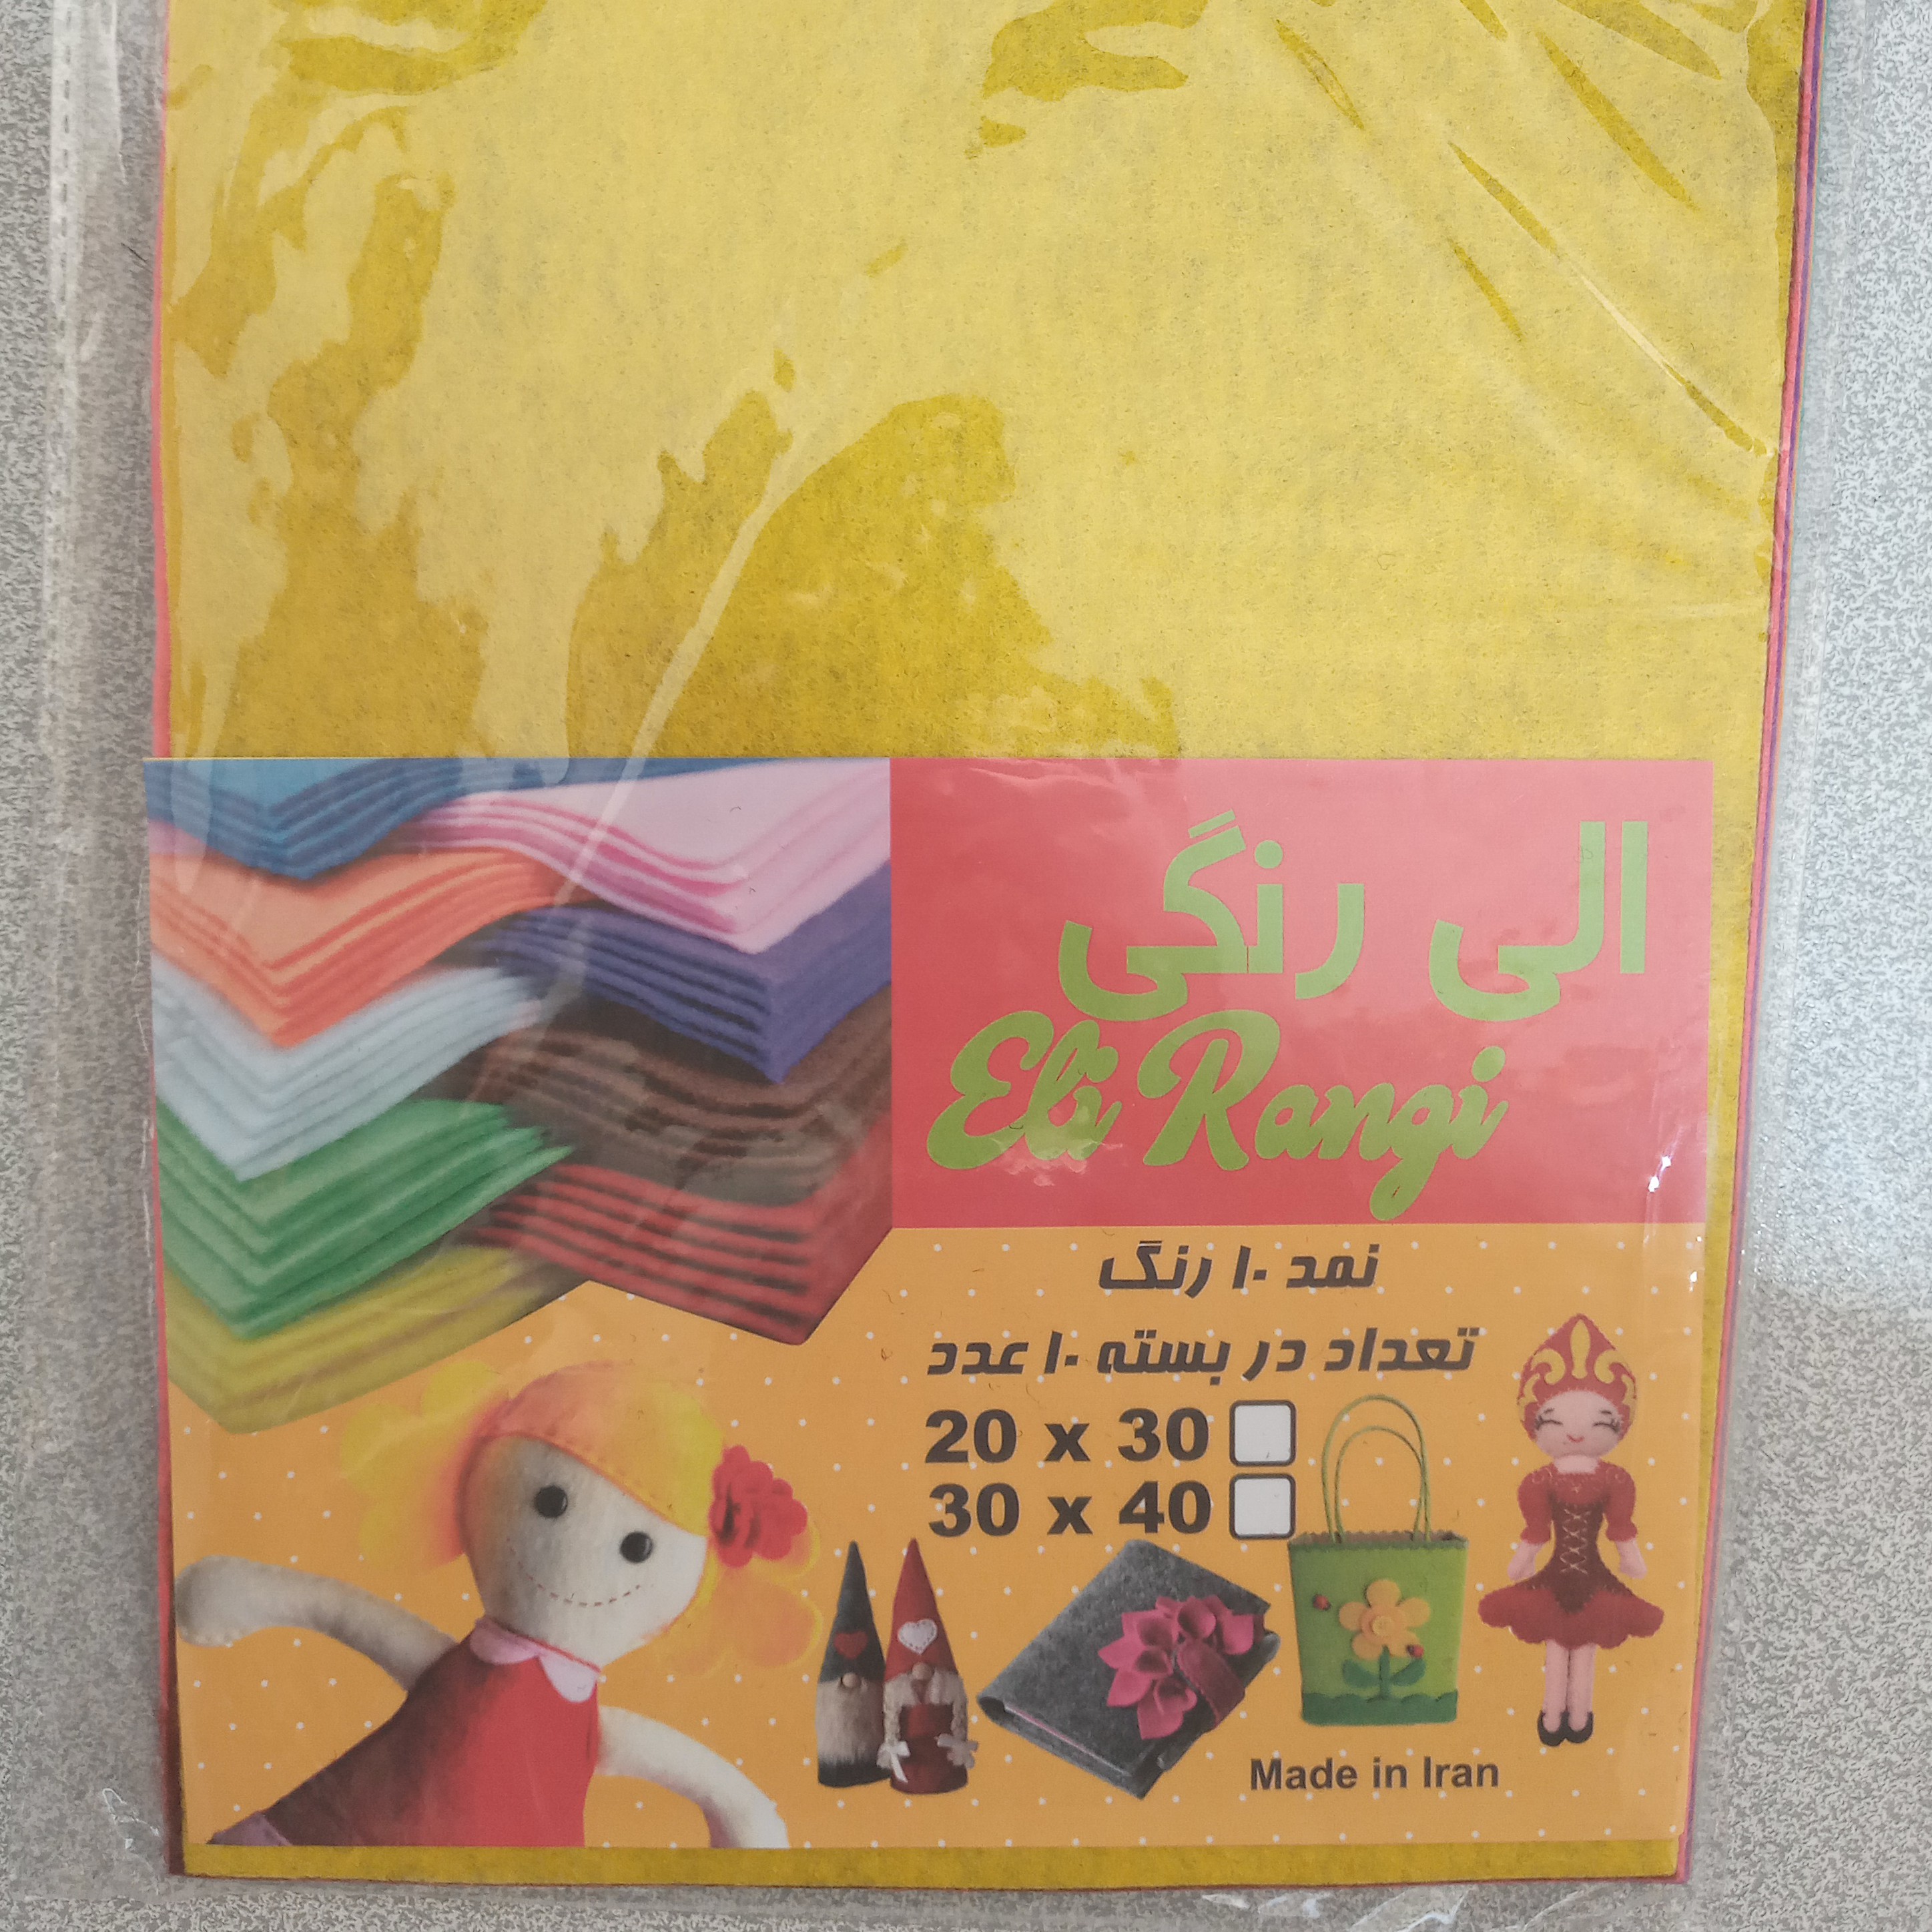 الی رنگی
Eli Rangi
نمد ۱۰ رنگ
تعداد در بسته ۱۰ عدد
20 x 30
30 x 40
Made in Iran